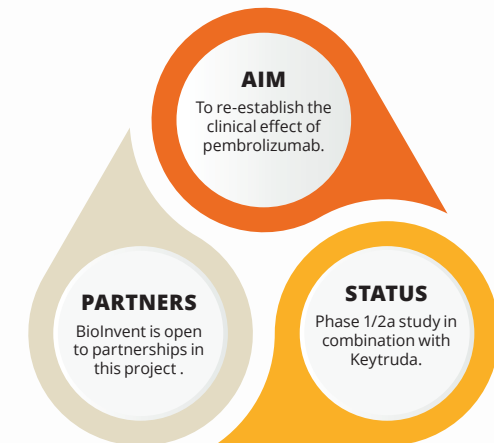 AIM
To re-establish the
clinical effect of
pembrolizumab.
PARTNERS
BioInvent is open
to partnerships in
this project .
STATUS
Phase 1/2a study in
combination with
Keytruda.